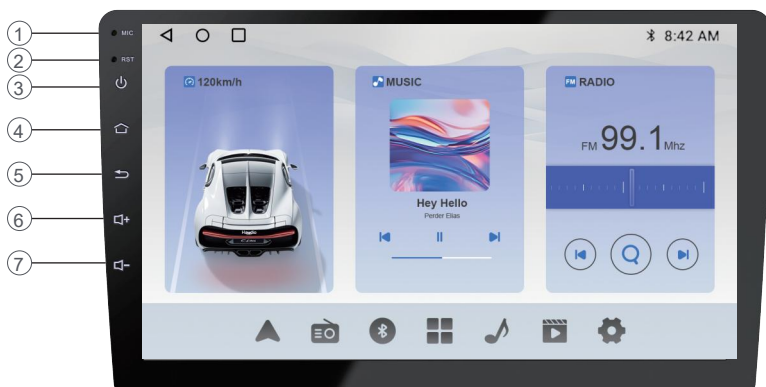 1 MIC
2 RST
3
4
5
6 +
7 -
8:42 AM
120km/h
MUSIC
Hey Hello
Perder Elias
FM RADIO
FM 99.1 Mhz